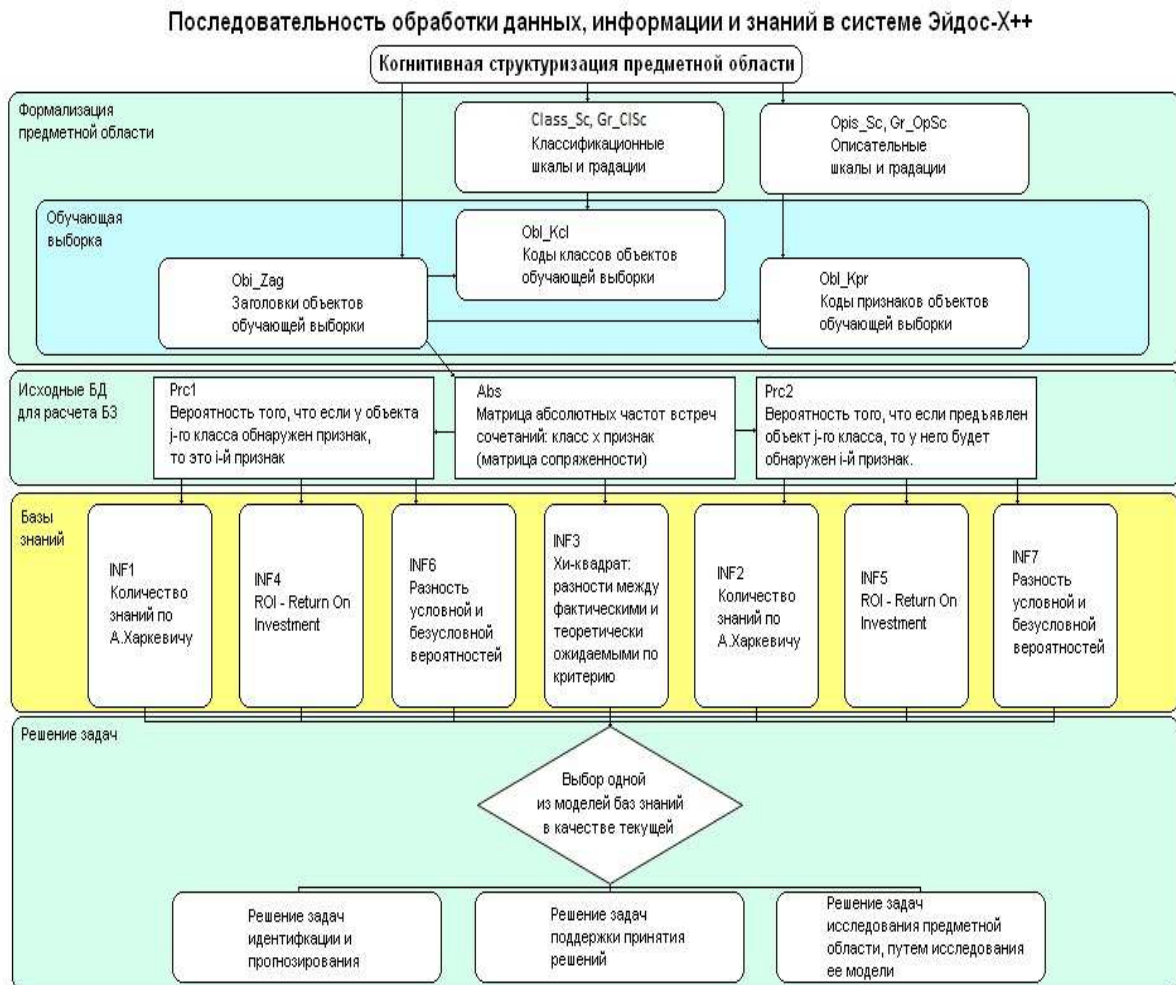 Последовательность обработки данных, информации и знаний в системе Эйдос-X++
Когнитивная структуризация предметной области
Формализация
предметной области
Class_Sc, Gr_ClSc
Классификационные
шкалы и градации
Opis_Sc, Gr_OpSc
Описательные
шкалы и градации
Обучающая
выборка
Obi_Zag
Заголовки объектов
обучающей выборки
Obl_Kcl
Коды классов объектов
обучающей выборки
Obl_Kpr
Коды признаков объектов
обучающей выборки
Исходные БД
для расчета БЗ
Prc1
Вероятность того, что если у объекта
j-го класса обнаружен признак,
то это i-й признак
Abs
Матрица абсолютных частот встреч
сочетаний: класс x признак
(матрица сопряженности)
Prc2
Вероятность того, что если предъявлен
объект j-го класса, то у него будет
обнаружен i-й признак.
Базы
знаний
INF1
Количество
знаний по
А.Харкевичу
INF4
ROI - Return On
Investment
INF6
Разность
условной и
безусловной
вероятностей
INF3
Хи-квадрат:
разности между
фактическими и
теоретически
ожидаемыми по
критерию
INF2
Количество
знаний по
А.Харкевичу
INF5
ROI - Return On
Investment
INF7
Разность
условной и
безусловной
вероятностей
Решение задач
Выбор одной
из моделей баз знаний
в качестве текущей
Решение задач
идентифкации и
прогнозирования
Решение задач
поддержки принятия
решений
Решение задач
исследования предметной
области, путем исследования
ее модели